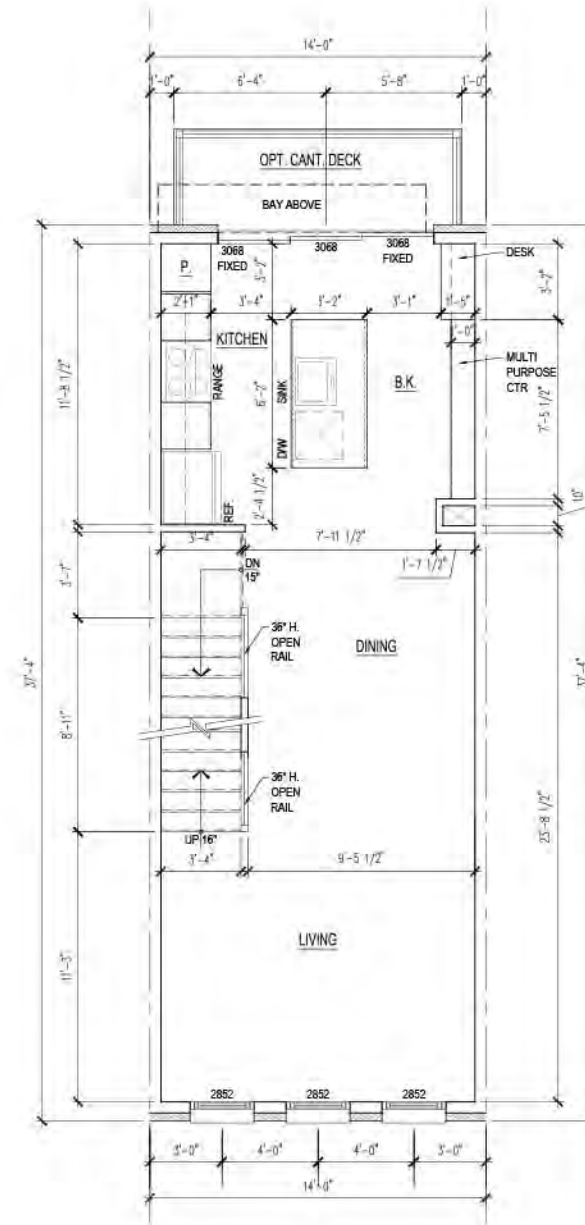 14'-0"
1'-0" 6'-4" 5'-8" 1'-0"
OPT. CANT. DECK
BAY ABOVE
3068
FIXED
3068
3068
FIXED
DESK
P.
3'-2"
3'-2"
2'-1" 3'-4" 3'-2" 3'-1" 1'-5"
1'-0"
KITCHEN
MULTI
PURPOSE
CTR
B.K.
RANGE
SINK
D/W
REF.
11'-8 1/2"
6'-2"
7'-5 1/2"
2'-4 1/2"
10"
3'-4" 7'-11 1/2"
1'-7 1/2"
DN
15"
3'-7"
36" H.
OPEN
RAIL
DINING
37'-4"
37'-4"
8'-11"
36" H.
OPEN
RAIL
25'-8 1/2"
UP 16"
3'-4" 9'-5 1/2"
LIVING
11'-3"
2852 2852 2852
3'-0" 4'-0" 4'-0" 3'-0"
14'-0"